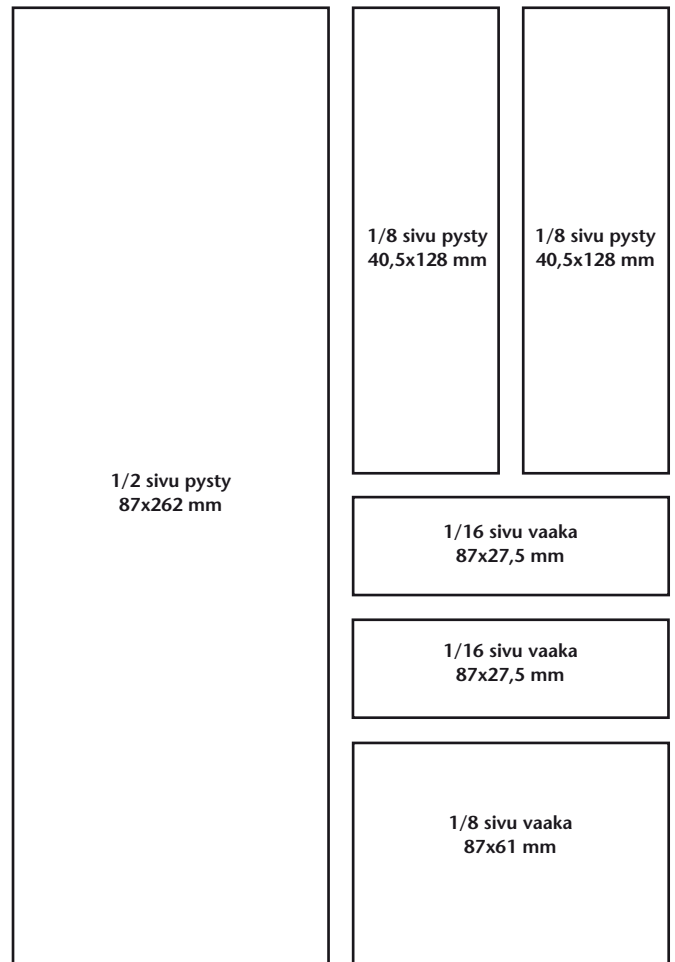 1/2 sivu pysty
87x262 mm
1/8 sivu pysty
40,5x128 mm
1/8 sivu pysty
40,5x128 mm
1/16 sivu vaaka
87x27,5 mm
1/16 sivu vaaka
87x27,5 mm
1/8 sivu vaaka
87x61 mm